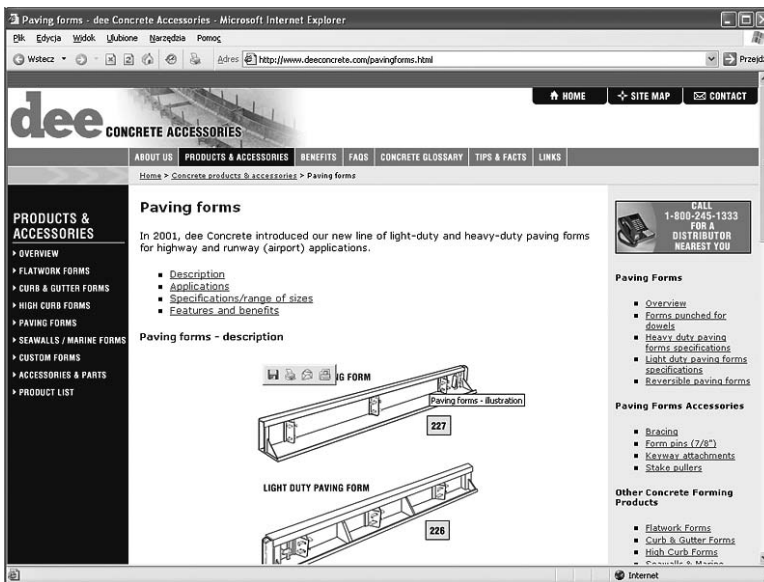 Paving forms - dee Concrete Accessories - Microsoft Internet Explorer
Plik Edycja Widok Ulubione Narzędzia Pomoc
Wstecz
Adres http://www.deeconcrete.com/pavingforms.html Przejdź
HOME SITE MAP CONTACT
dee CONCRETE ACCESSORIES
ABOUT US PRODUCTS & ACCESSORIES BENEFITS FAQS CONCRETE GLOSSARY TIPS & FACTS LINKS
Home > Concrete products & accessories > Paving forms
PRODUCTS &
ACCESSORIES
OVERVIEW
FLATWORK FORMS
CURB & GUTTER FORMS
HIGH CURB FORMS
PAVING FORMS
SEAWALLS / MARINE FORMS
CUSTOM FORMS
ACCESSORIES & PARTS
PRODUCT LIST
Paving forms
In 2001, dee Concrete introduced our new line of light-duty and heavy-duty paving forms
for highway and runway (airport) applications.
Description
Applications
Specifications/range of sizes
Features and benefits
Paving forms - description
NG FORM
Paving forms - illustration
227
LIGHT DUTY PAVING FORM
226
CALL
1-800-245-1333
FOR A
DISTRIBUTOR
NEAREST YOU
Paving Forms
Overview
Forms punched for
dowels
Heavy duty paving
forms specifications
Light duty paving forms
specifications
Reversible paving forms
Paving Forms Accessories
Bracing
Form pins (7/8")
Keyway attachments
Stake pullers
Other Concrete Forming
Products
Flatwork Forms
Curb & Gutter Forms
High Curb Forms
Seawalls & Marine
Internet